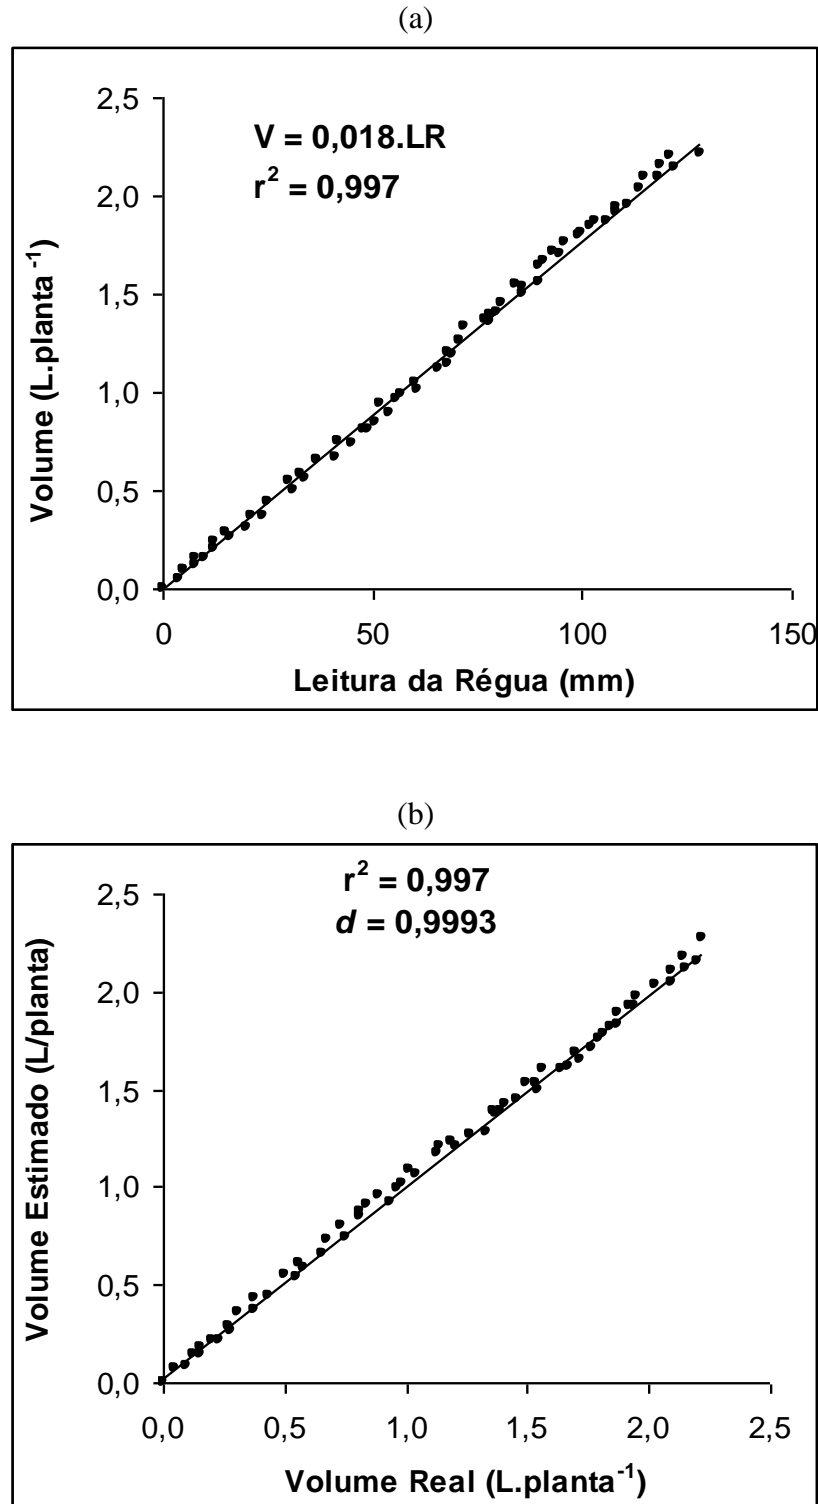 (a)
V = 0,018.LR
r² = 0,997
2,5
2,0
1,5
1,0
0,5
0,0
Volume (L.planta⁻¹)
0 50 100 150
Leitura da Régua (mm)
(b)
r² = 0,997
d = 0,9993
2,5
2,0
1,5
1,0
0,5
0,0
Volume Estimado (L/planta)
0,0 0,5 1,0 1,5 2,0 2,5
Volume Real (L.planta⁻¹)